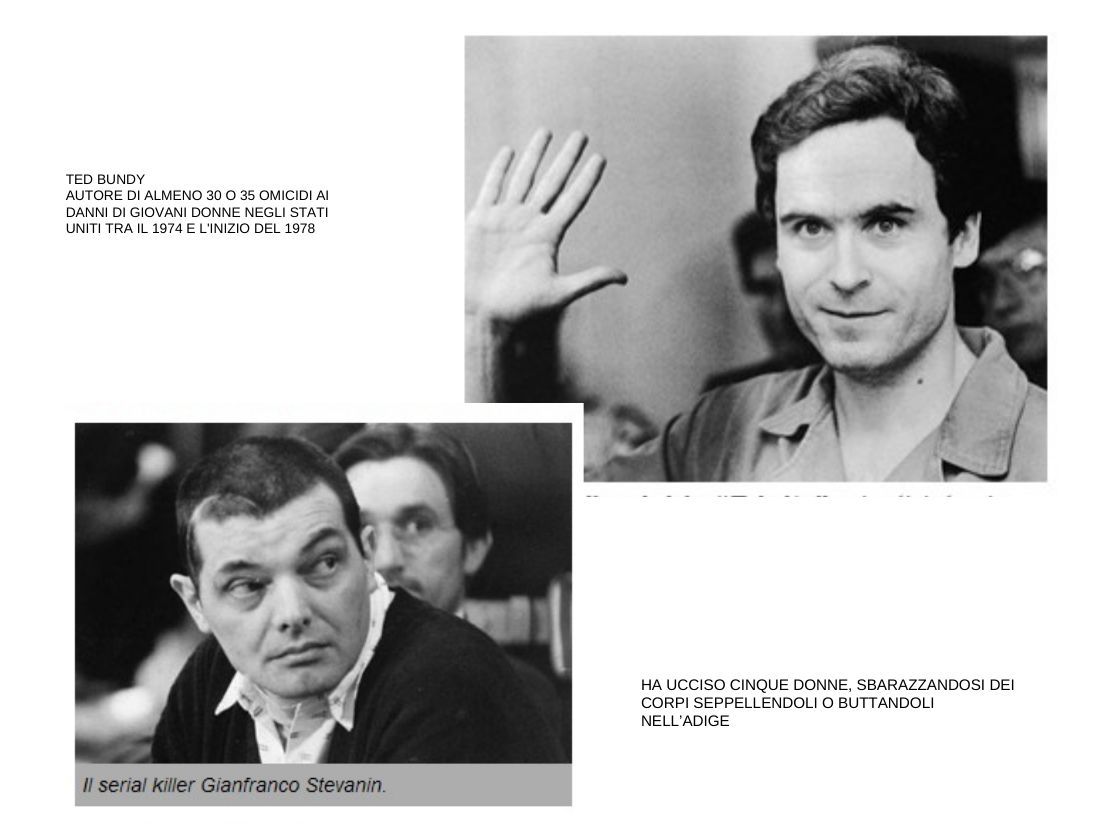 TED BUNDY
AUTORE DI ALMENO 30 O 35 OMICIDI AI
DANNI DI GIOVANI DONNE NEGLI STATI
UNITI TRA IL 1974 E L'INIZIO DEL 1978
HA UCCISO CINQUE DONNE, SBARAZZANDOSI DEI
CORPI SEPPELLENDOLI O BUTTANDOLI
NELL’ADIGE
Il serial killer Gianfranco Stevanin.